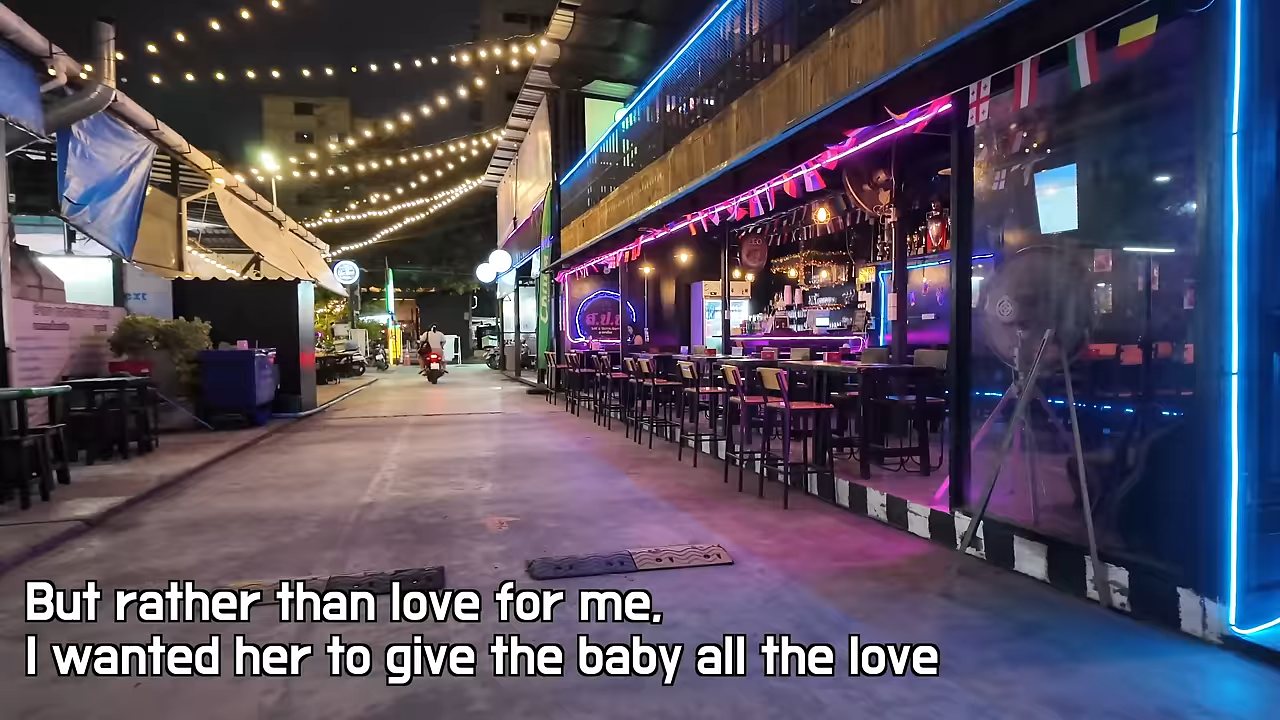 But rather than love for me,
I wanted her to give the baby all the love